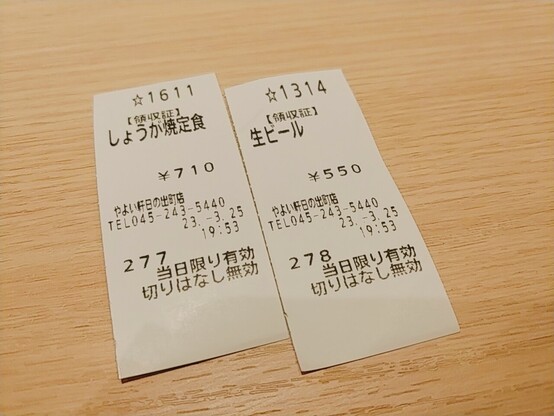 ☆1611
【領収証】
しょうが焼定食
¥710
やよい軒日の出町店
TEL045-243-5440
23.-3.25
19:53
277
当日限り有効
切りはなし無効
☆1314
【領収証】
生ビール
¥550
やよい軒日の出町店
TEL045-243-5440
23.-3.25
19:53
278
当日限り有効
切りはなし無効